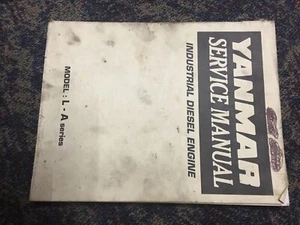 YANMAR
SERVICE MANUAL
INDUSTRIAL DIESEL ENGINE
MODEL : L - A series